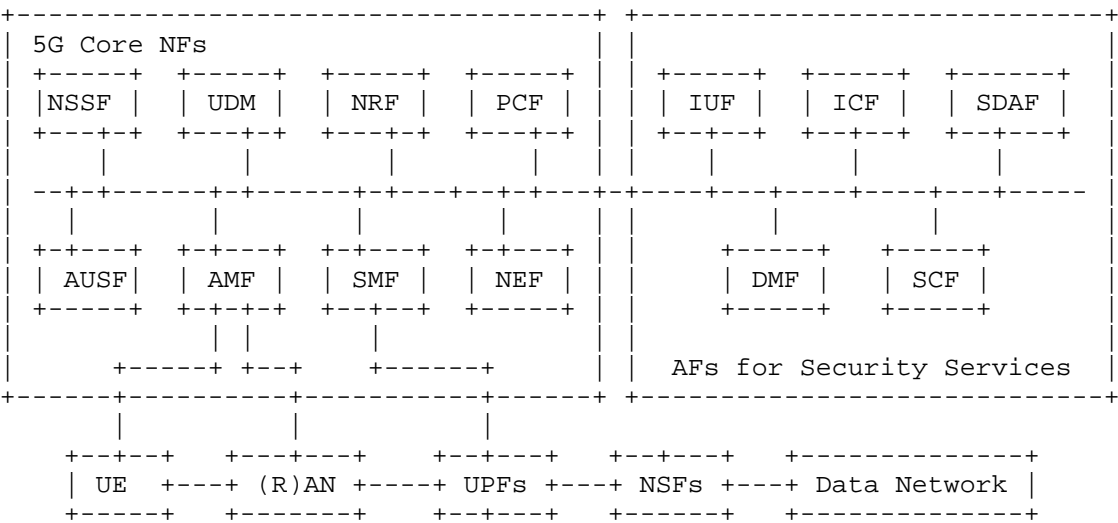 5G Core NFs
NSSF UDM NRF PCF IUF ICF SDAF
AUSF AMF SMF NEF DMF SCF
AFs for Security Services
UE (R)AN UPFs NSFs Data Network